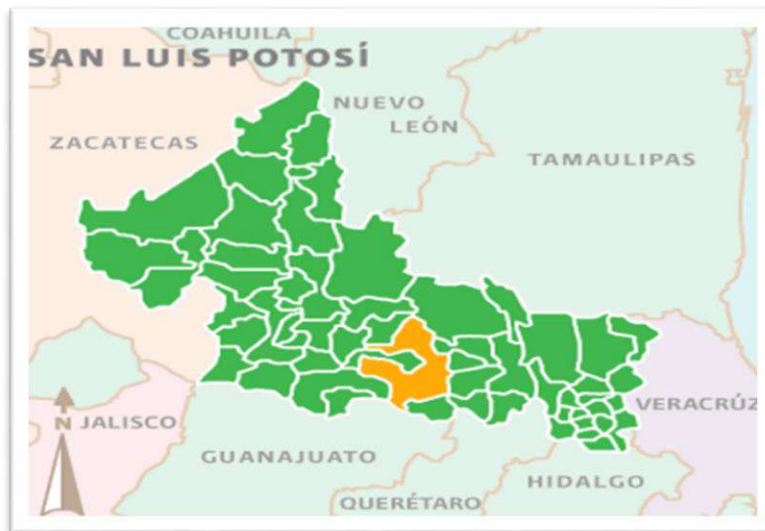 COAHUILA
SAN LUIS POTOSÍ
NUEVO
LEÓN
ZACATECAS
TAMAULIPAS
VERACRÚZ
N
JALISCO
GUANAJUATO
HIDALGO
QUERÉTARO